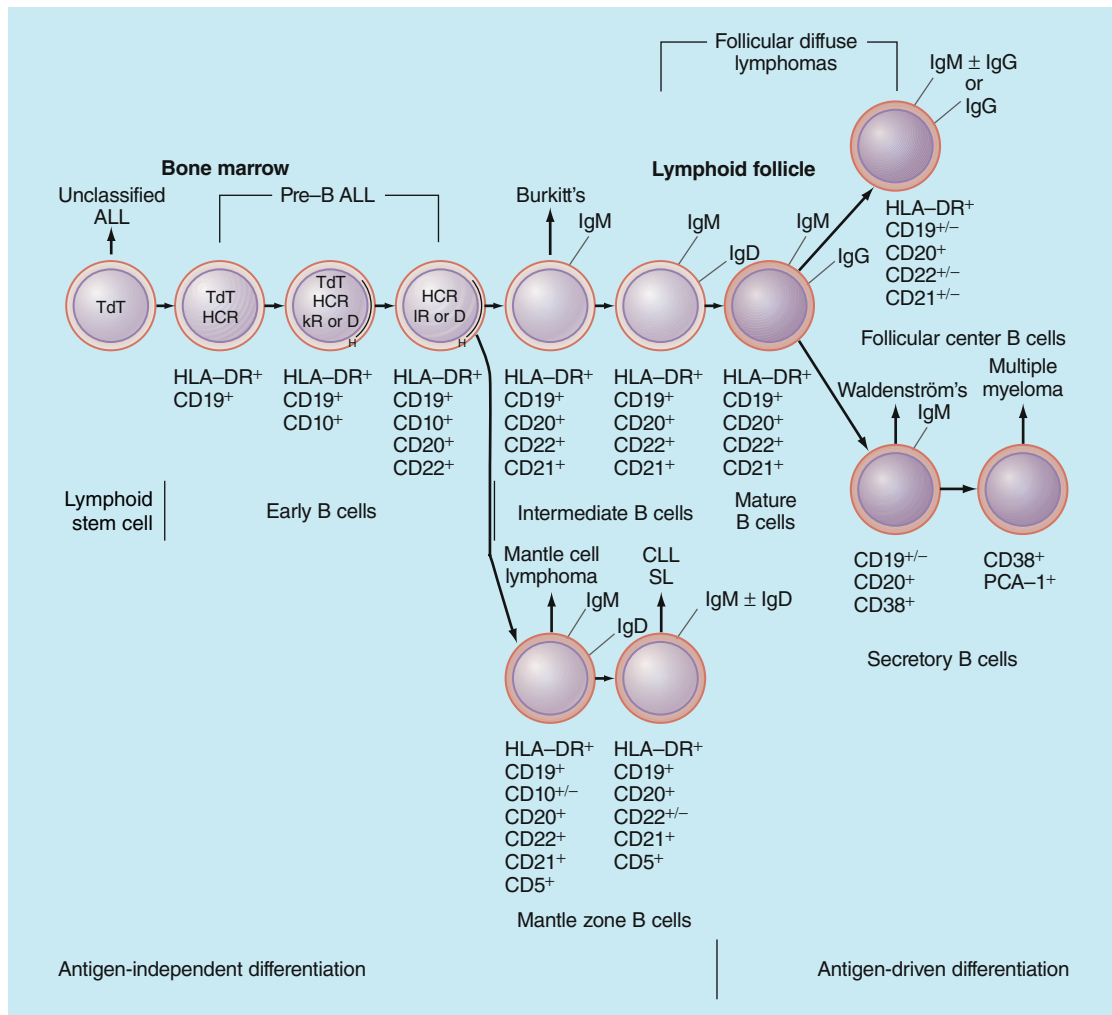 Follicular diffuse
lymphomas
IgM ± IgG
or
IgG
Bone marrow
Lymphoid follicle
Unclassified
ALL
Pre–B ALL
Burkitt's
IgM
IgM
IgD
IgM
IgG
HLA–DR+
CD19+/–
CD20+
CD22+/–
CD21+/–
Follicular center B cells
TdT
TdT
HCR
TdT
HCR
kR or D
H
HCR
lR or D
H
HLA–DR+
CD19+
HLA–DR+
CD19+
CD10+
HLA–DR+
CD19+
CD10+
CD20+
CD22+
HLA–DR+
CD19+
CD20+
CD22+
CD21+
HLA–DR+
CD19+
CD20+
CD22+
CD21+
HLA–DR+
CD19+
CD20+
CD22+
CD21+
Waldenström's
IgM
Multiple
myeloma
Lymphoid
stem cell
Early B cells
Intermediate B cells
Mature
B cells
CD19+/–
CD20+
CD38+
CD38+
PCA–1+
Secretory B cells
Mantle cell
lymphoma
IgM
IgD
CLL
SL
IgM ± IgD
HLA–DR+
CD19+
CD10+/–
CD20+
CD22+
CD21+
CD5+
HLA–DR+
CD19+
CD20+
CD22+/–
CD21+
CD5+
Mantle zone B cells
Antigen-independent differentiation
Antigen-driven differentiation